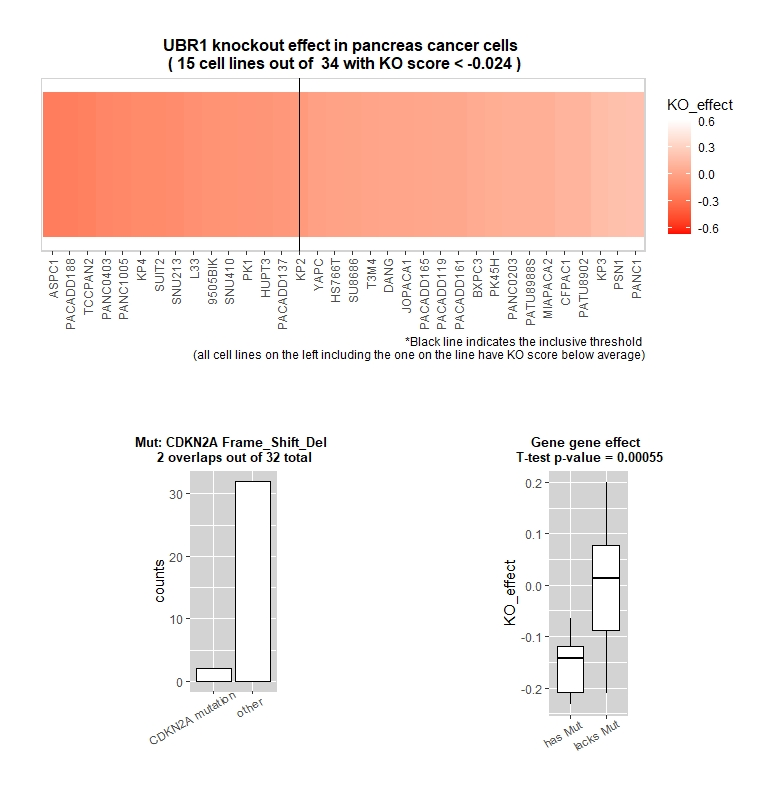 UBR1 knockout effect in pancreas cancer cells
( 15 cell lines out of  34 with KO score < -0.024 )
KO_effect
0.6
0.3
0.0
-0.3
-0.6
ASPC1
PACADD188
TCCPAN2
PANC0403
PANC1005
KP4
SUIT2
SNU213
L33
9505BIK
SNU410
PK1
HUPT3
PACADD137
KP2
YAPC
HS766T
SU8686
T3M4
DANG
JOPACA1
PACADD165
PACADD119
PACADD161
BXPC3
PK45H
PANC0203
PATU8988S
MIAPACA2
CFPAC1
PATU8902
KP3
PSN1
PANC1
*Black line indicates the inclusive threshold
(all cell lines on the left including the one on the line have KO score below average)
Mut: CDKN2A Frame_Shift_Del
2 overlaps out of 32 total
counts
30
20
10
0
CDKN2A mutation
other
Gene gene effect
T-test p-value = 0.00055
KO_effect
0.2
0.1
0.0
-0.1
-0.2
has Mut
lacks Mut